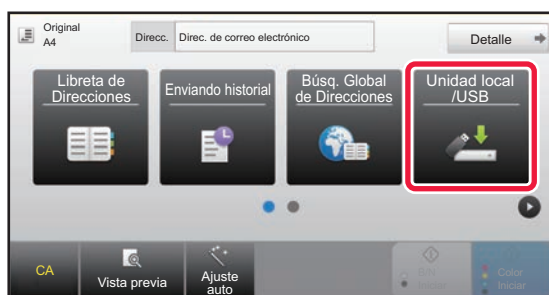 Original
A4
Direcc.
Direc. de correo electrónico
Detalle
Libreta de
Direcciones
Enviando historial
Búsq. Global
de Direcciones
Unidad local
/USB
CA
Vista previa
Ajuste
auto
B/N
Iniciar
Color
Iniciar